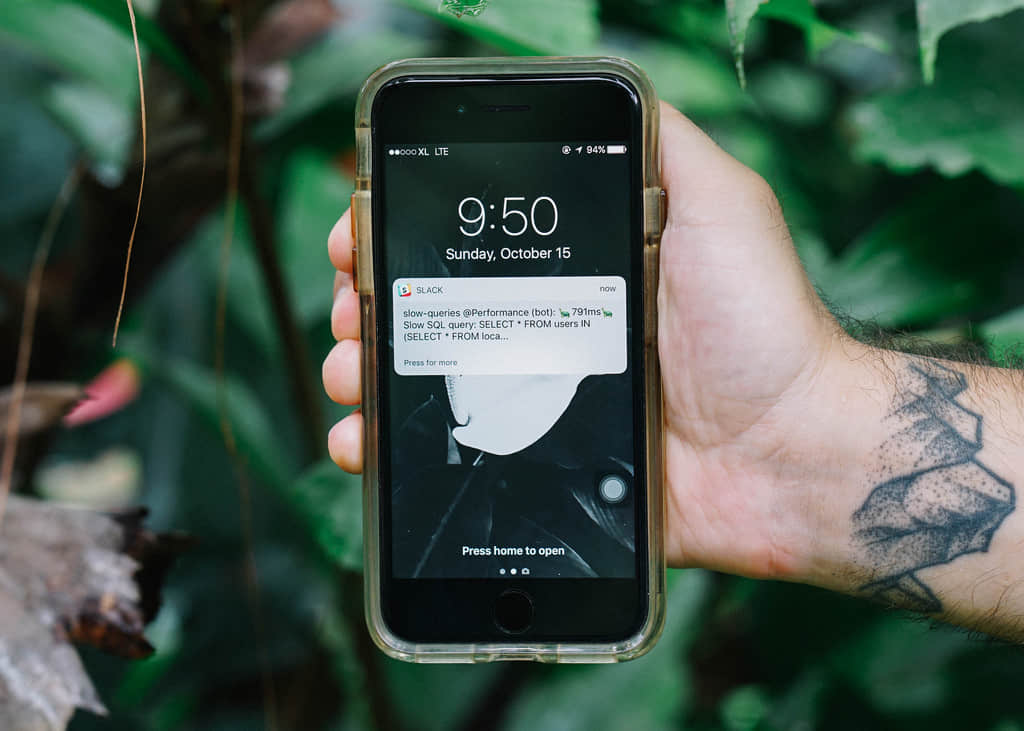 XL LTE 94%
9:50
Sunday, October 15
SLACK now
slow-queries @Performance (bot): 🐢 791ms 🐢
Slow SQL query: SELECT * FROM users IN
(SELECT * FROM loca...
Press for more
Press home to open